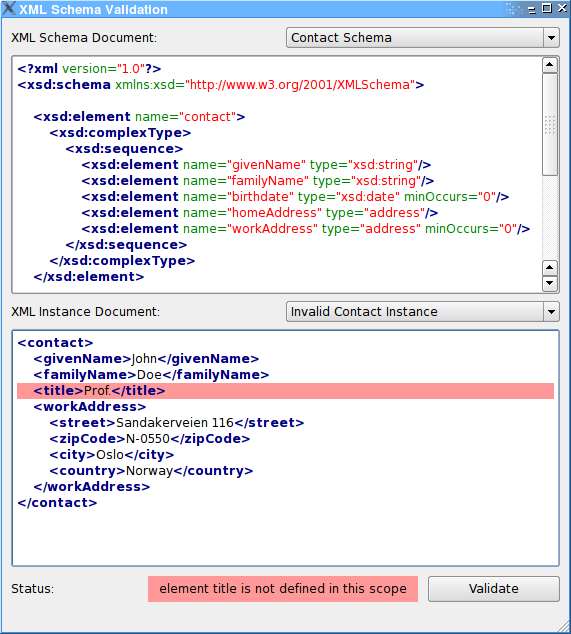 XML Schema Validation
XML Schema Document:
Contact Schema
<?xml version="1.0"?>
<xsd:schema xmlns:xsd="http://www.w3.org/2001/XMLSchema">
<xsd:element name="contact">
<xsd:complexType>
<xsd:sequence>
<xsd:element name="givenName" type="xsd:string"/>
<xsd:element name="familyName" type="xsd:string"/>
<xsd:element name="birthdate" type="xsd:date" minOccurs="0"/>
<xsd:element name="homeAddress" type="address"/>
<xsd:element name="workAddress" type="address" minOccurs="0"/>
</xsd:sequence>
</xsd:complexType>
</xsd:element>
XML Instance Document:
Invalid Contact Instance
<contact>
<givenName>John</givenName>
<familyName>Doe</familyName>
<title>Prof.</title>
<workAddress>
<street>Sandakerveien 116</street>
<zipCode>N-0550</zipCode>
<city>Oslo</city>
<country>Norway</country>
</workAddress>
</contact>
Status:
element title is not defined in this scope
Validate